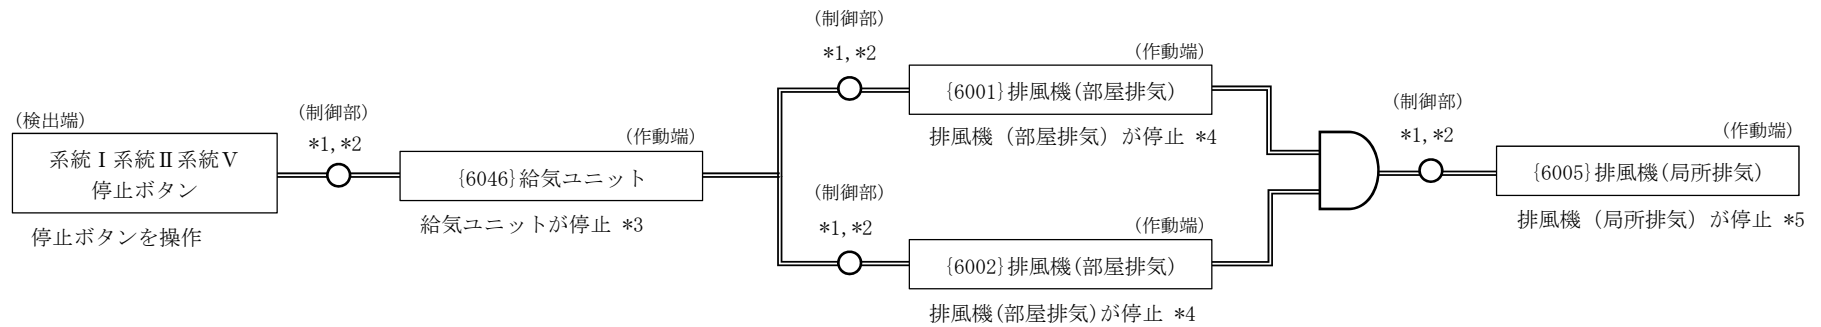 (検出端)
系統Ⅰ系統Ⅱ系統Ⅴ
停止ボタン
停止ボタンを操作
(制御部)
*1, *2
(作動端)
{6046}給気ユニット
給気ユニットが停止 *3
(制御部)
*1, *2
(作動端)
{6001}排風機(部屋排気)
排風機（部屋排気）が停止 *4
(制御部)
*1, *2
(作動端)
{6002}排風機(部屋排気)
排風機(部屋排気)が停止 *4
(制御部)
*1, *2
(作動端)
{6005}排風機(局所排気)
排風機（局所排気）が停止 *5